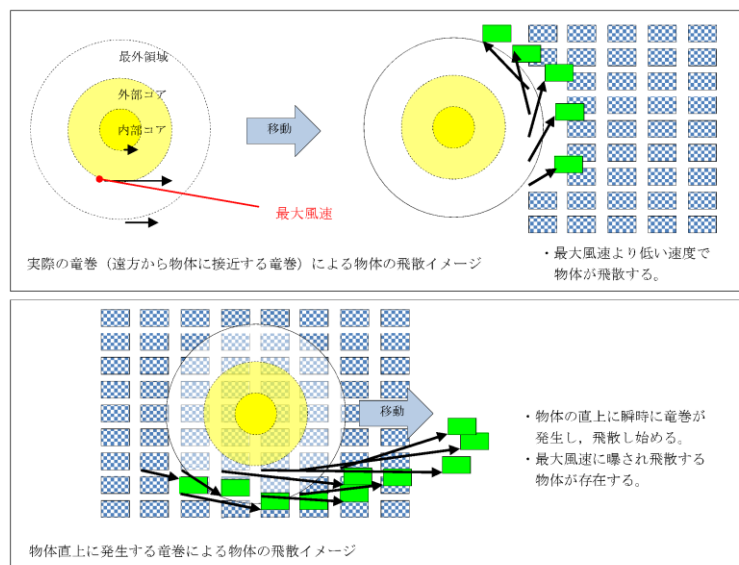 最外領域
外部コア
内部コア
移動
最大風速
実際の竜巻（遠方から物体に接近する竜巻）による物体の飛散イメージ
・最大風速より低い速度で
物体が飛散する。
移動
・物体の直上に瞬時に竜巻が
発生し，飛散し始める。
・最大風速に曝され飛散する
物体が存在する。
物体直上に発生する竜巻による物体の飛散イメージ